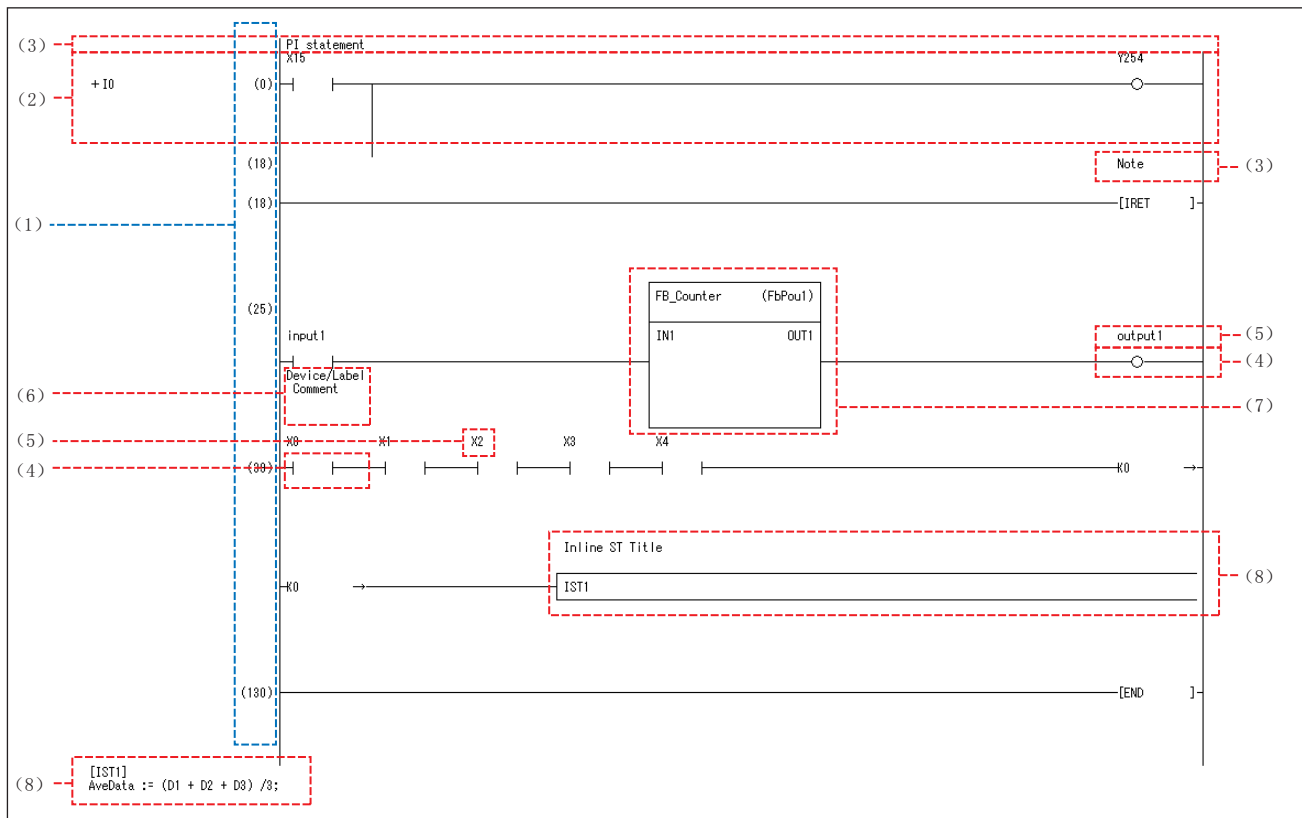 (3) PI statement
X15 Y254
(2) +I0 (0)
(18) Note (3)
(1) (18) [IRET ]
(25) FB_Counter (FbPou1)
input1 IN1 OUT1 output1 (5)
(4)
(6) Device/Label
Comment
(7)
(5) X0 X1 X2 X3 X4
(4) (30) K0 →
Inline ST Title
K0 → IST1 (8)
(130) [END ]
[IST1]
(8) AveData := (D1 + D2 + D3) /3;